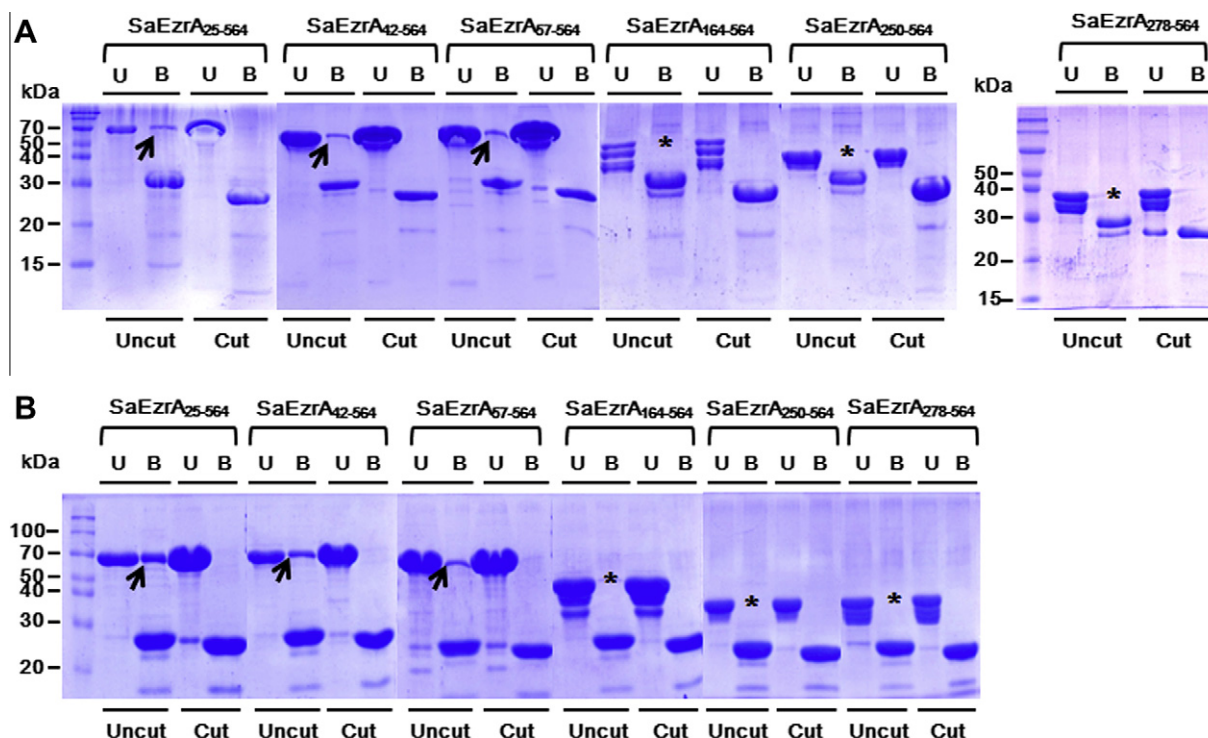 A
SaEzrA25-564 SaEzrA42-564 SaEzrA57-564 SaEzrA164-564 SaEzrA250-564 SaEzrA278-564
U B U B U B U B U B U B U B U B U B U B U B U B
kDa kDa
70
50
40
30
20
15
* * *
50
40
30
20
15
Uncut Cut Uncut Cut Uncut Cut Uncut Cut Uncut Cut Uncut Cut
B
SaEzrA25-564 SaEzrA42-564 SaEzrA57-564 SaEzrA164-564 SaEzrA250-564 SaEzrA278-564
kDa U B U B U B U B U B U B U B U B U B U B U B U B
100
70
50
40
30
20
* * *
Uncut Cut Uncut Cut Uncut Cut Uncut Cut Uncut Cut Uncut Cut